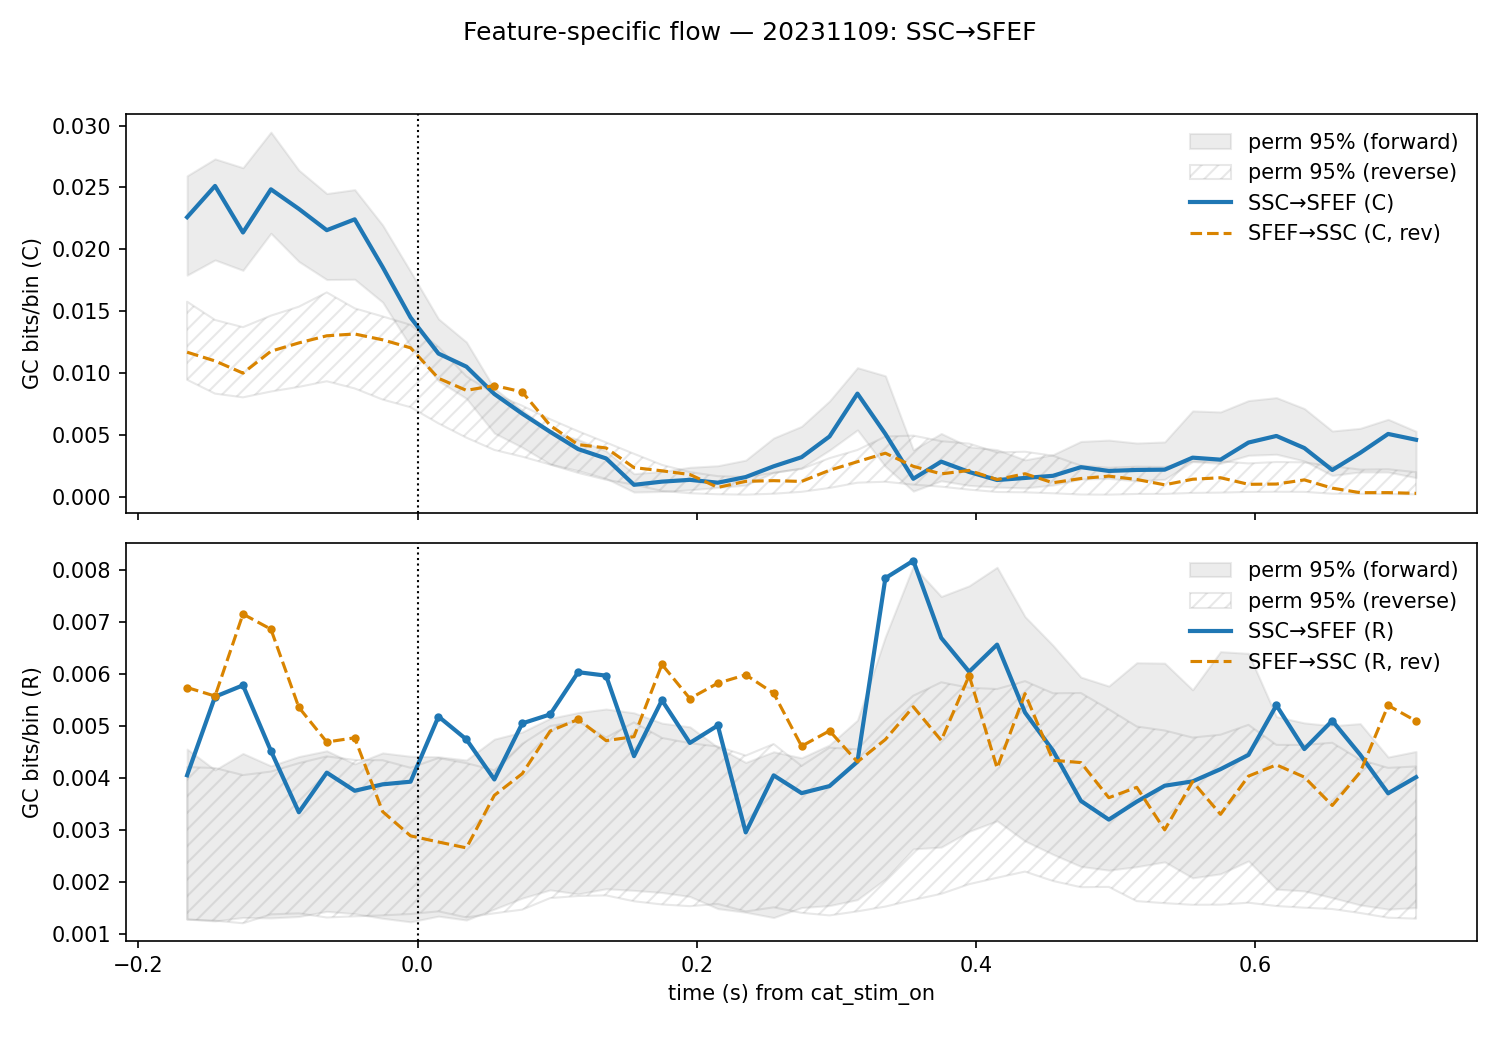 Feature-specific flow — 20231109: SSC→SFEF
GC bits/bin (C)
0.030
0.025
0.020
0.015
0.010
0.005
0.000
perm 95% (forward)
perm 95% (reverse)
SSC→SFEF (C)
SFEF→SSC (C, rev)
GC bits/bin (R)
0.008
0.007
0.006
0.005
0.004
0.003
0.002
0.001
perm 95% (forward)
perm 95% (reverse)
SSC→SFEF (R)
SFEF→SSC (R, rev)
−0.2 0.0 0.2 0.4 0.6
time (s) from cat_stim_on